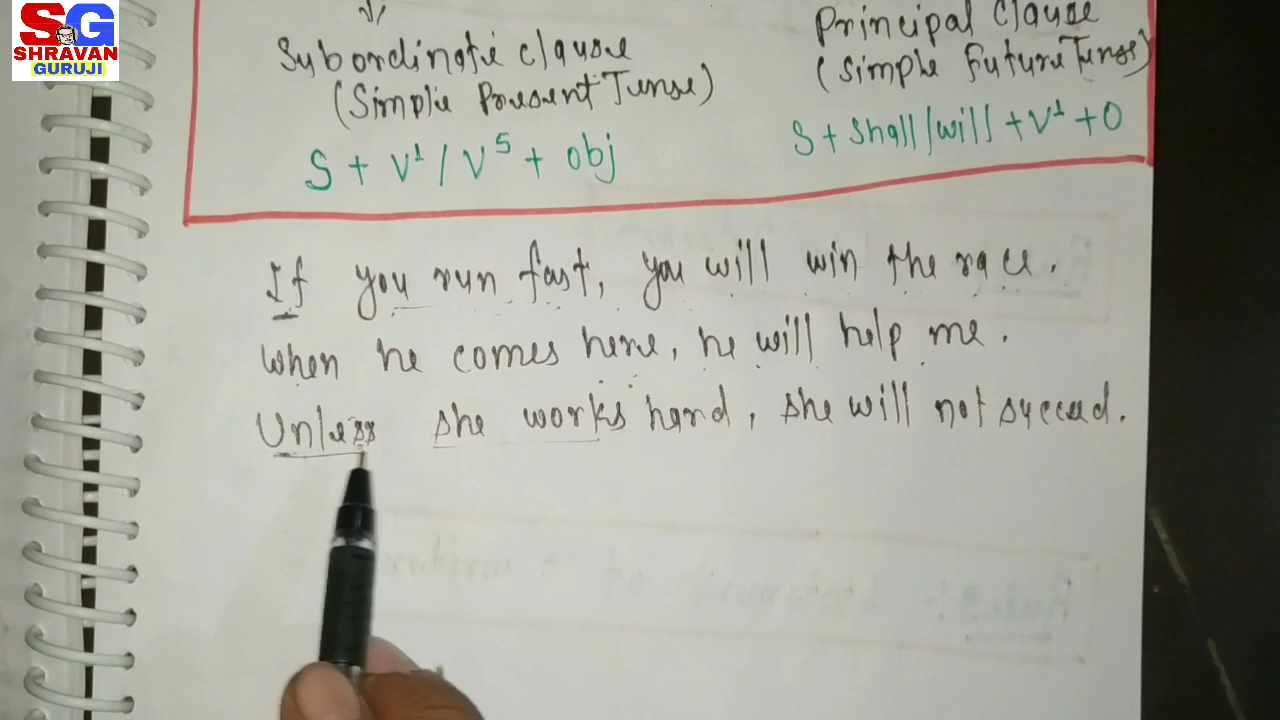 SG
SHRAVAN
GURUJI
Subordinate clause
(Simple Present Tense)
S + V¹ / V⁵ + obj
Principal clause
(Simple Future Tense)
S + Shall/will + V¹ + O
If you run fast, you will win the race.
When he comes here, he will help me.
Unless she works hard, she will not succeed.